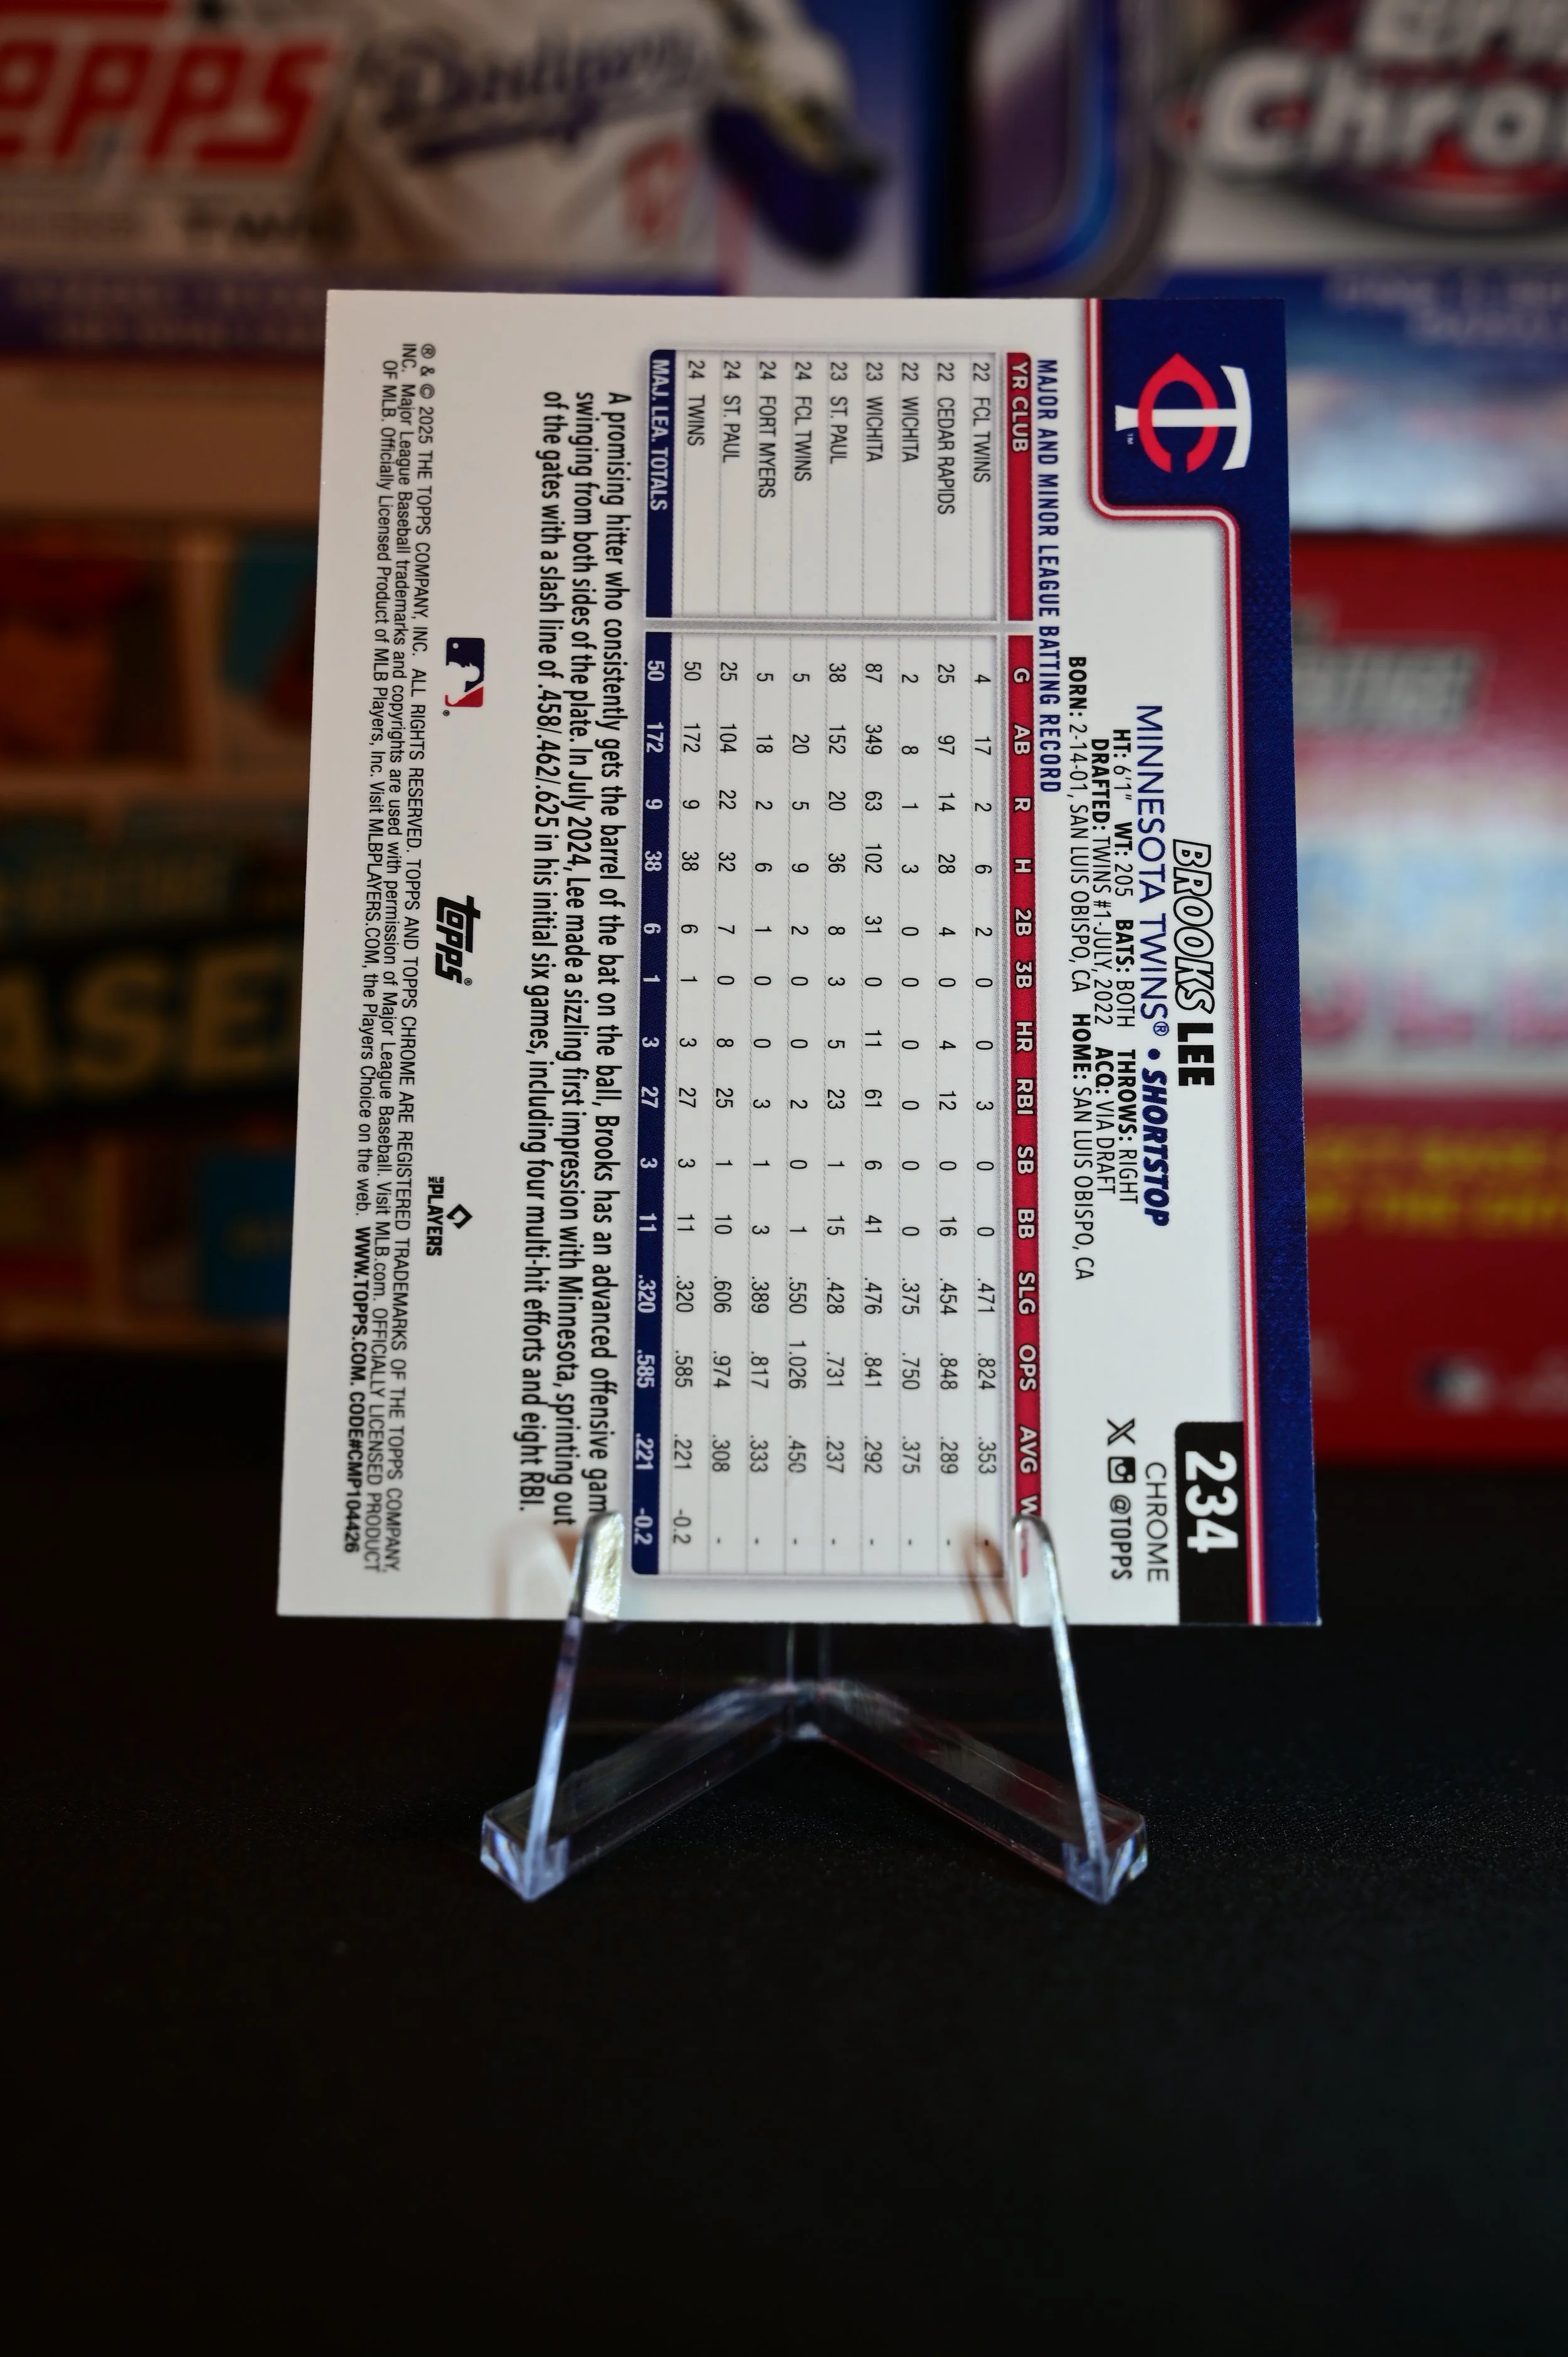 TOPPS
Dodgers
Chro
ASE
TC™
234
CHROME
@TOPPS
BROOKS LEE
MINNESOTA TWINS® • SHORTSTOP
HT: 6'1" WT: 205 BATS: BOTH THROWS: RIGHT
DRAFTED: TWINS #1-JULY, 2022 ACQ: VIA DRAFT
BORN: 2-14-01, SAN LUIS OBISPO, CA HOME: SAN LUIS OBISPO, CA
MAJOR AND MINOR LEAGUE BATTING RECORD
YR CLUB G AB R H 2B 3B HR RBI SB BB SLG OPS AVG W
22 FCL TWINS 4 17 2 6 2 0 0 3 0 0 .471 .824 .353 -
22 CEDAR RAPIDS 25 97 14 28 4 0 4 12 0 16 .454 .848 .289 -
22 WICHITA 2 8 1 3 0 0 0 0 0 0 .375 .750 .375 -
23 WICHITA 87 349 63 102 31 0 11 61 6 41 .476 .841 .292 -
23 ST. PAUL 38 152 20 36 8 3 5 23 1 15 .428 .731 .237 -
24 FCL TWINS 5 20 5 9 2 0 0 2 0 1 .550 1.026 .450 -
24 FORT MYERS 5 18 2 6 1 0 0 3 1 3 .389 .817 .333 -
24 ST. PAUL 25 104 22 32 7 0 8 25 1 10 .606 .974 .308 -
24 TWINS 50 172 9 38 6 1 3 27 3 11 .320 .585 .221 -0.2
MAJ. LEA. TOTALS 50 172 9 38 6 1 3 27 3 11 .320 .585 .221 -0.2
A promising hitter who consistently gets the barrel of the bat on the ball, Brooks has an advanced offensive gam
swinging from both sides of the plate. In July 2024, Lee made a sizzling first impression with Minnesota, sprinting out
of the gates with a slash line of .458/.462/.625 in his initial six games, including four multi-hit efforts and eight RBI.
®
topps®
MLB PLAYERS
® & © 2025 THE TOPPS COMPANY, INC. ALL RIGHTS RESERVED. TOPPS AND TOPPS CHROME ARE REGISTERED TRADEMARKS OF THE TOPPS COMPANY,
INC. Major League Baseball trademarks and copyrights are used with permission of Major League Baseball. Visit MLB.com. OFFICIALLY LICENSED PRODUCT
OF MLB. Officially Licensed Product of MLB Players, Inc. Visit MLBPLAYERS.COM, the Players Choice on the web. WWW.TOPPS.COM. CODE#CMP104426